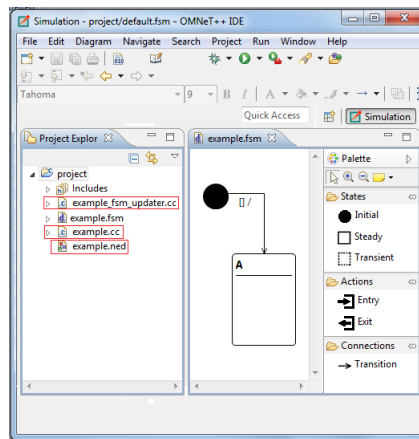 Simulation - project/default.fsm - OMNeT++ IDE
File Edit Diagram Navigate Search Project Run Window Help
Tahoma 9 B I A
Quick Access Simulation
Project Explor
example.fsm
Palette
project
Includes
example_fsm_updater.cc
example.fsm
example.cc
example.ned
[] /
A
States
Initial
Steady
Transient
Actions
Entry
Exit
Connections
Transition